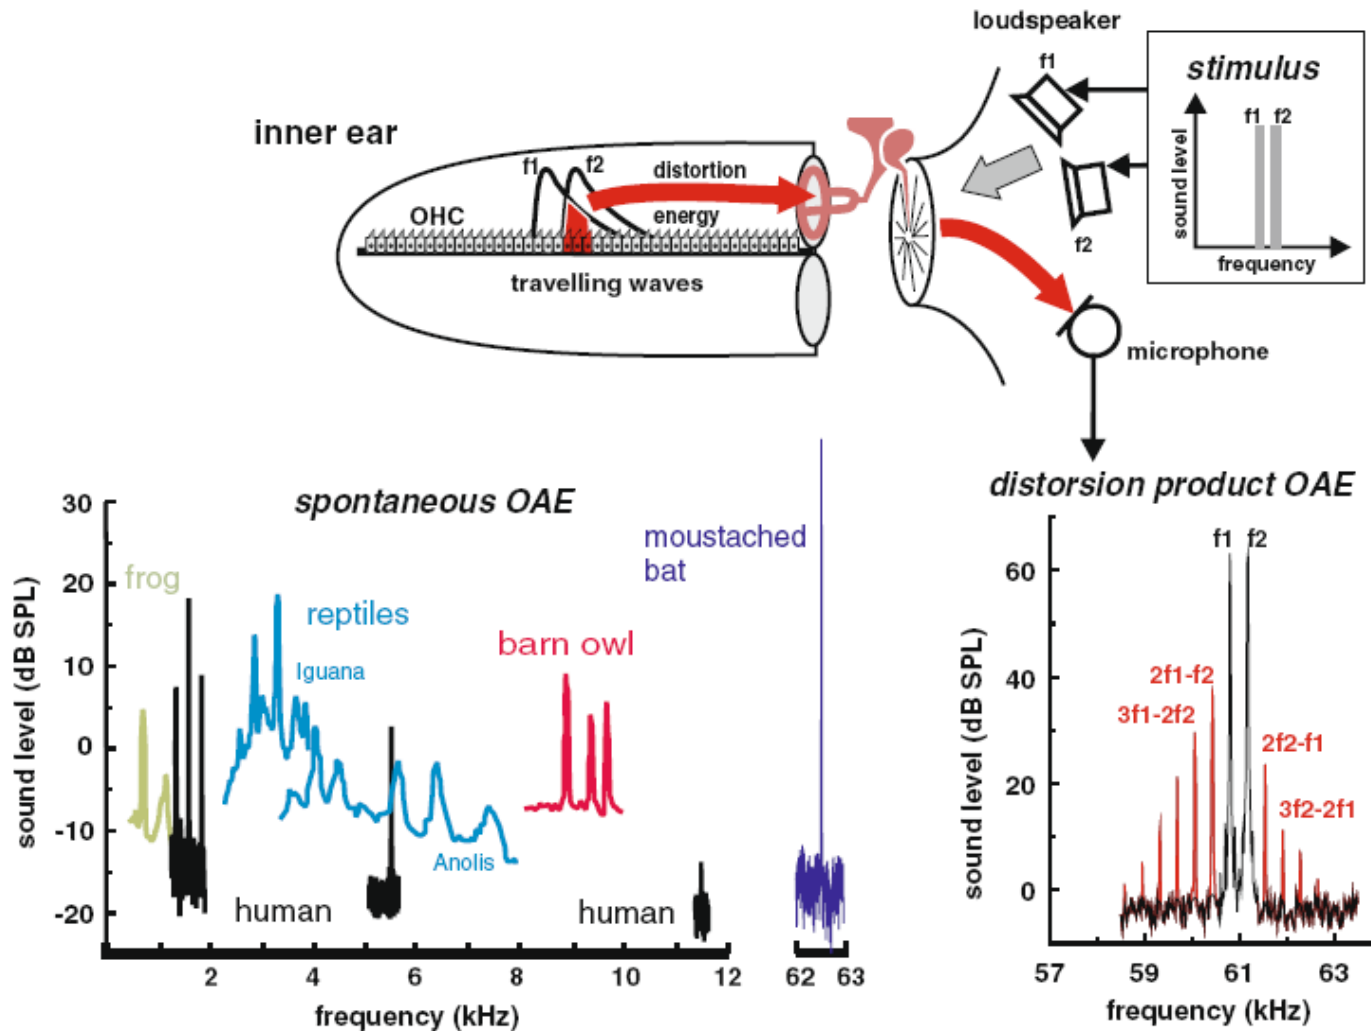 loudspeaker
f1
stimulus
f1 f2
sound level
frequency
f2
inner ear
f1
f2
distortion
energy
OHC
travelling waves
microphone
spontaneous OAE
30
20
10
0
-10
-20
sound level (dB SPL)
frog
reptiles
Iguana
Anolis
barn owl
moustached
bat
human
human
2 4 6 8 10 12
62 63
frequency (kHz)
distorsion product OAE
f1 f2
60
40
20
0
sound level (dB SPL)
2f1-f2
3f1-2f2
2f2-f1
3f2-2f1
57 59 61 63
frequency (kHz)